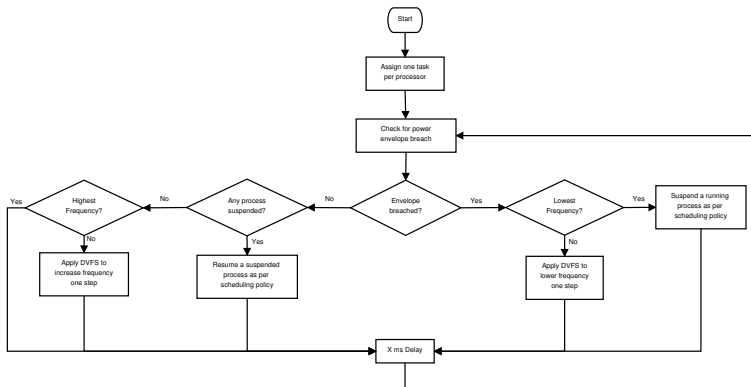 Start
Assign one task
per processor
Check for power
envelope breach
Yes
Highest
Frequency?
No
Any process
suspended?
No
Envelope
breached?
Yes
Lowest
Frequency?
Yes
Suspend a running
process as per
scheduling policy
No
Yes
No
Apply DVFS to
increase frequency
one step
Resume a suspended
process as per
scheduling policy
Apply DVFS to
lower frequency
one step
X ms Delay